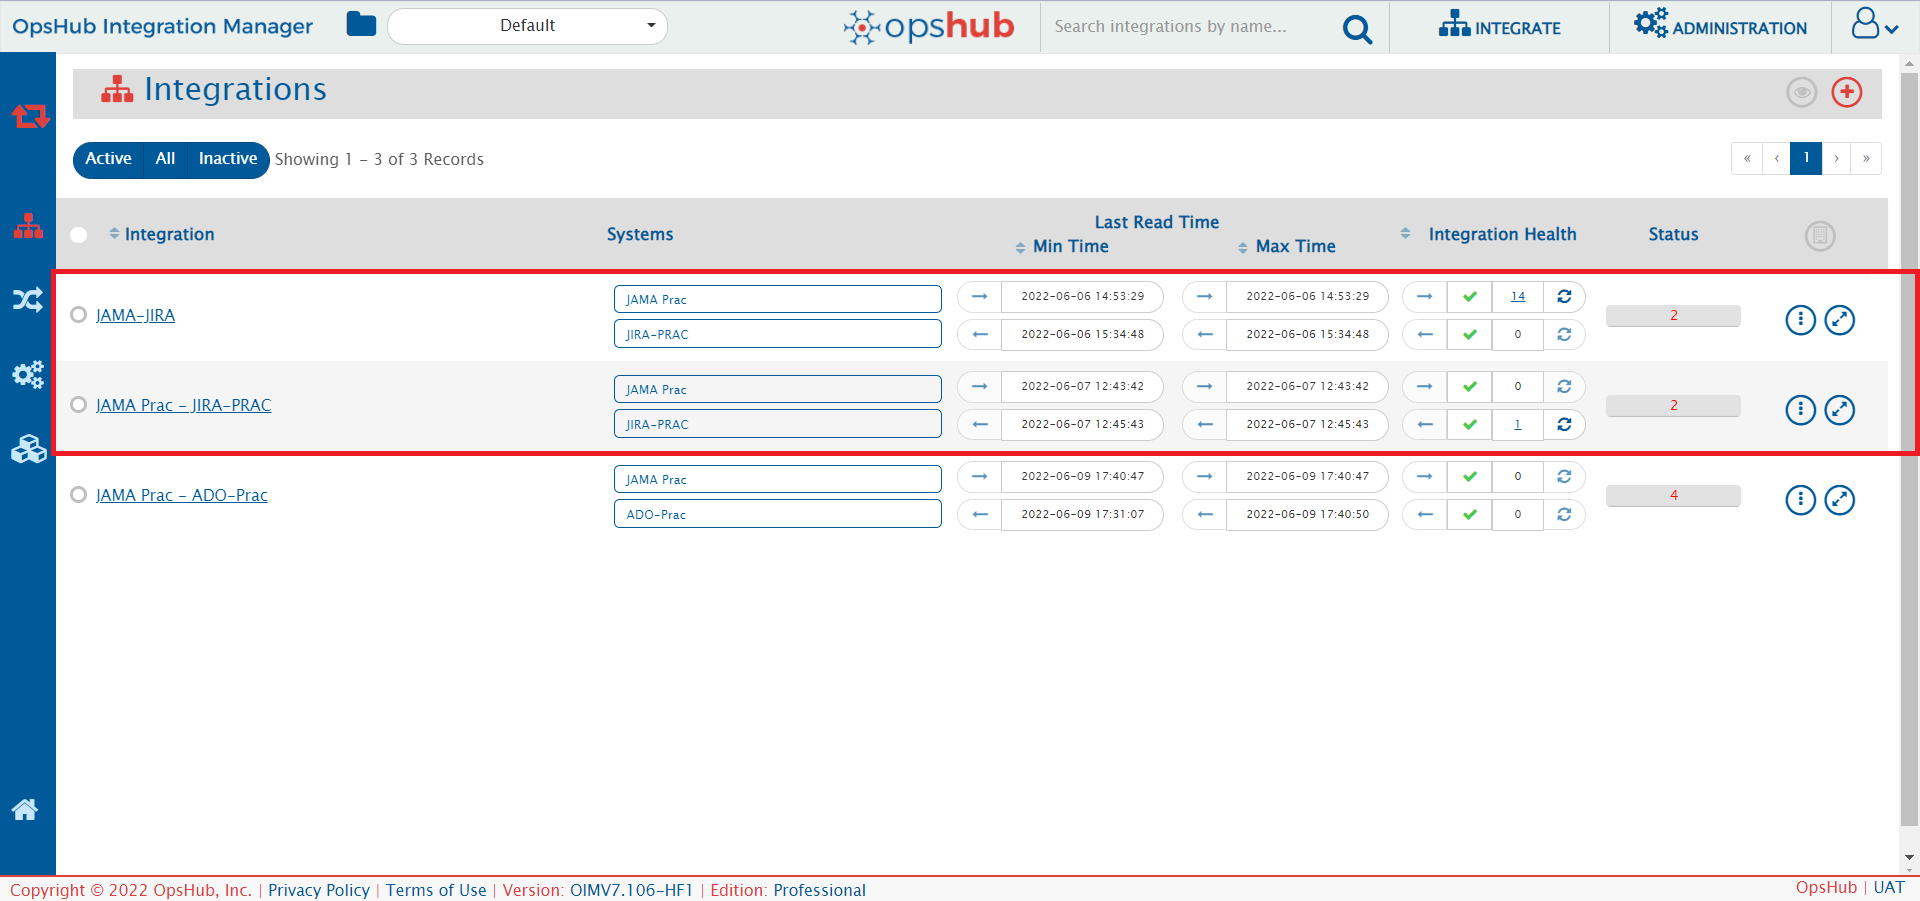 OpsHub Integration Manager
Default
opshub
Search integrations by name...
INTEGRATE
ADMINISTRATION
Integrations
Active All Inactive Showing 1 - 3 of 3 Records
« ‹ 1 › »
Integration Systems Last Read Time Min Time Max Time Integration Health Status
JAMA-JIRA
JAMA Prac 2022-06-06 14:53:29 2022-06-06 14:53:29 14
JIRA-PRAC 2022-06-06 15:34:48 2022-06-06 15:34:48 0
2
JAMA Prac - JIRA-PRAC
JAMA Prac 2022-06-07 12:43:42 2022-06-07 12:43:42 0
JIRA-PRAC 2022-06-07 12:45:43 2022-06-07 12:45:43 1
2
JAMA Prac - ADO-Prac
JAMA Prac 2022-06-09 17:40:47 2022-06-09 17:40:47 0
ADO-Prac 2022-06-09 17:31:07 2022-06-09 17:40:50 0
4
Copyright © 2022 OpsHub, Inc. | Privacy Policy | Terms of Use | Version: OIMV7.106-HF1 | Edition: Professional
OpsHub | UAT